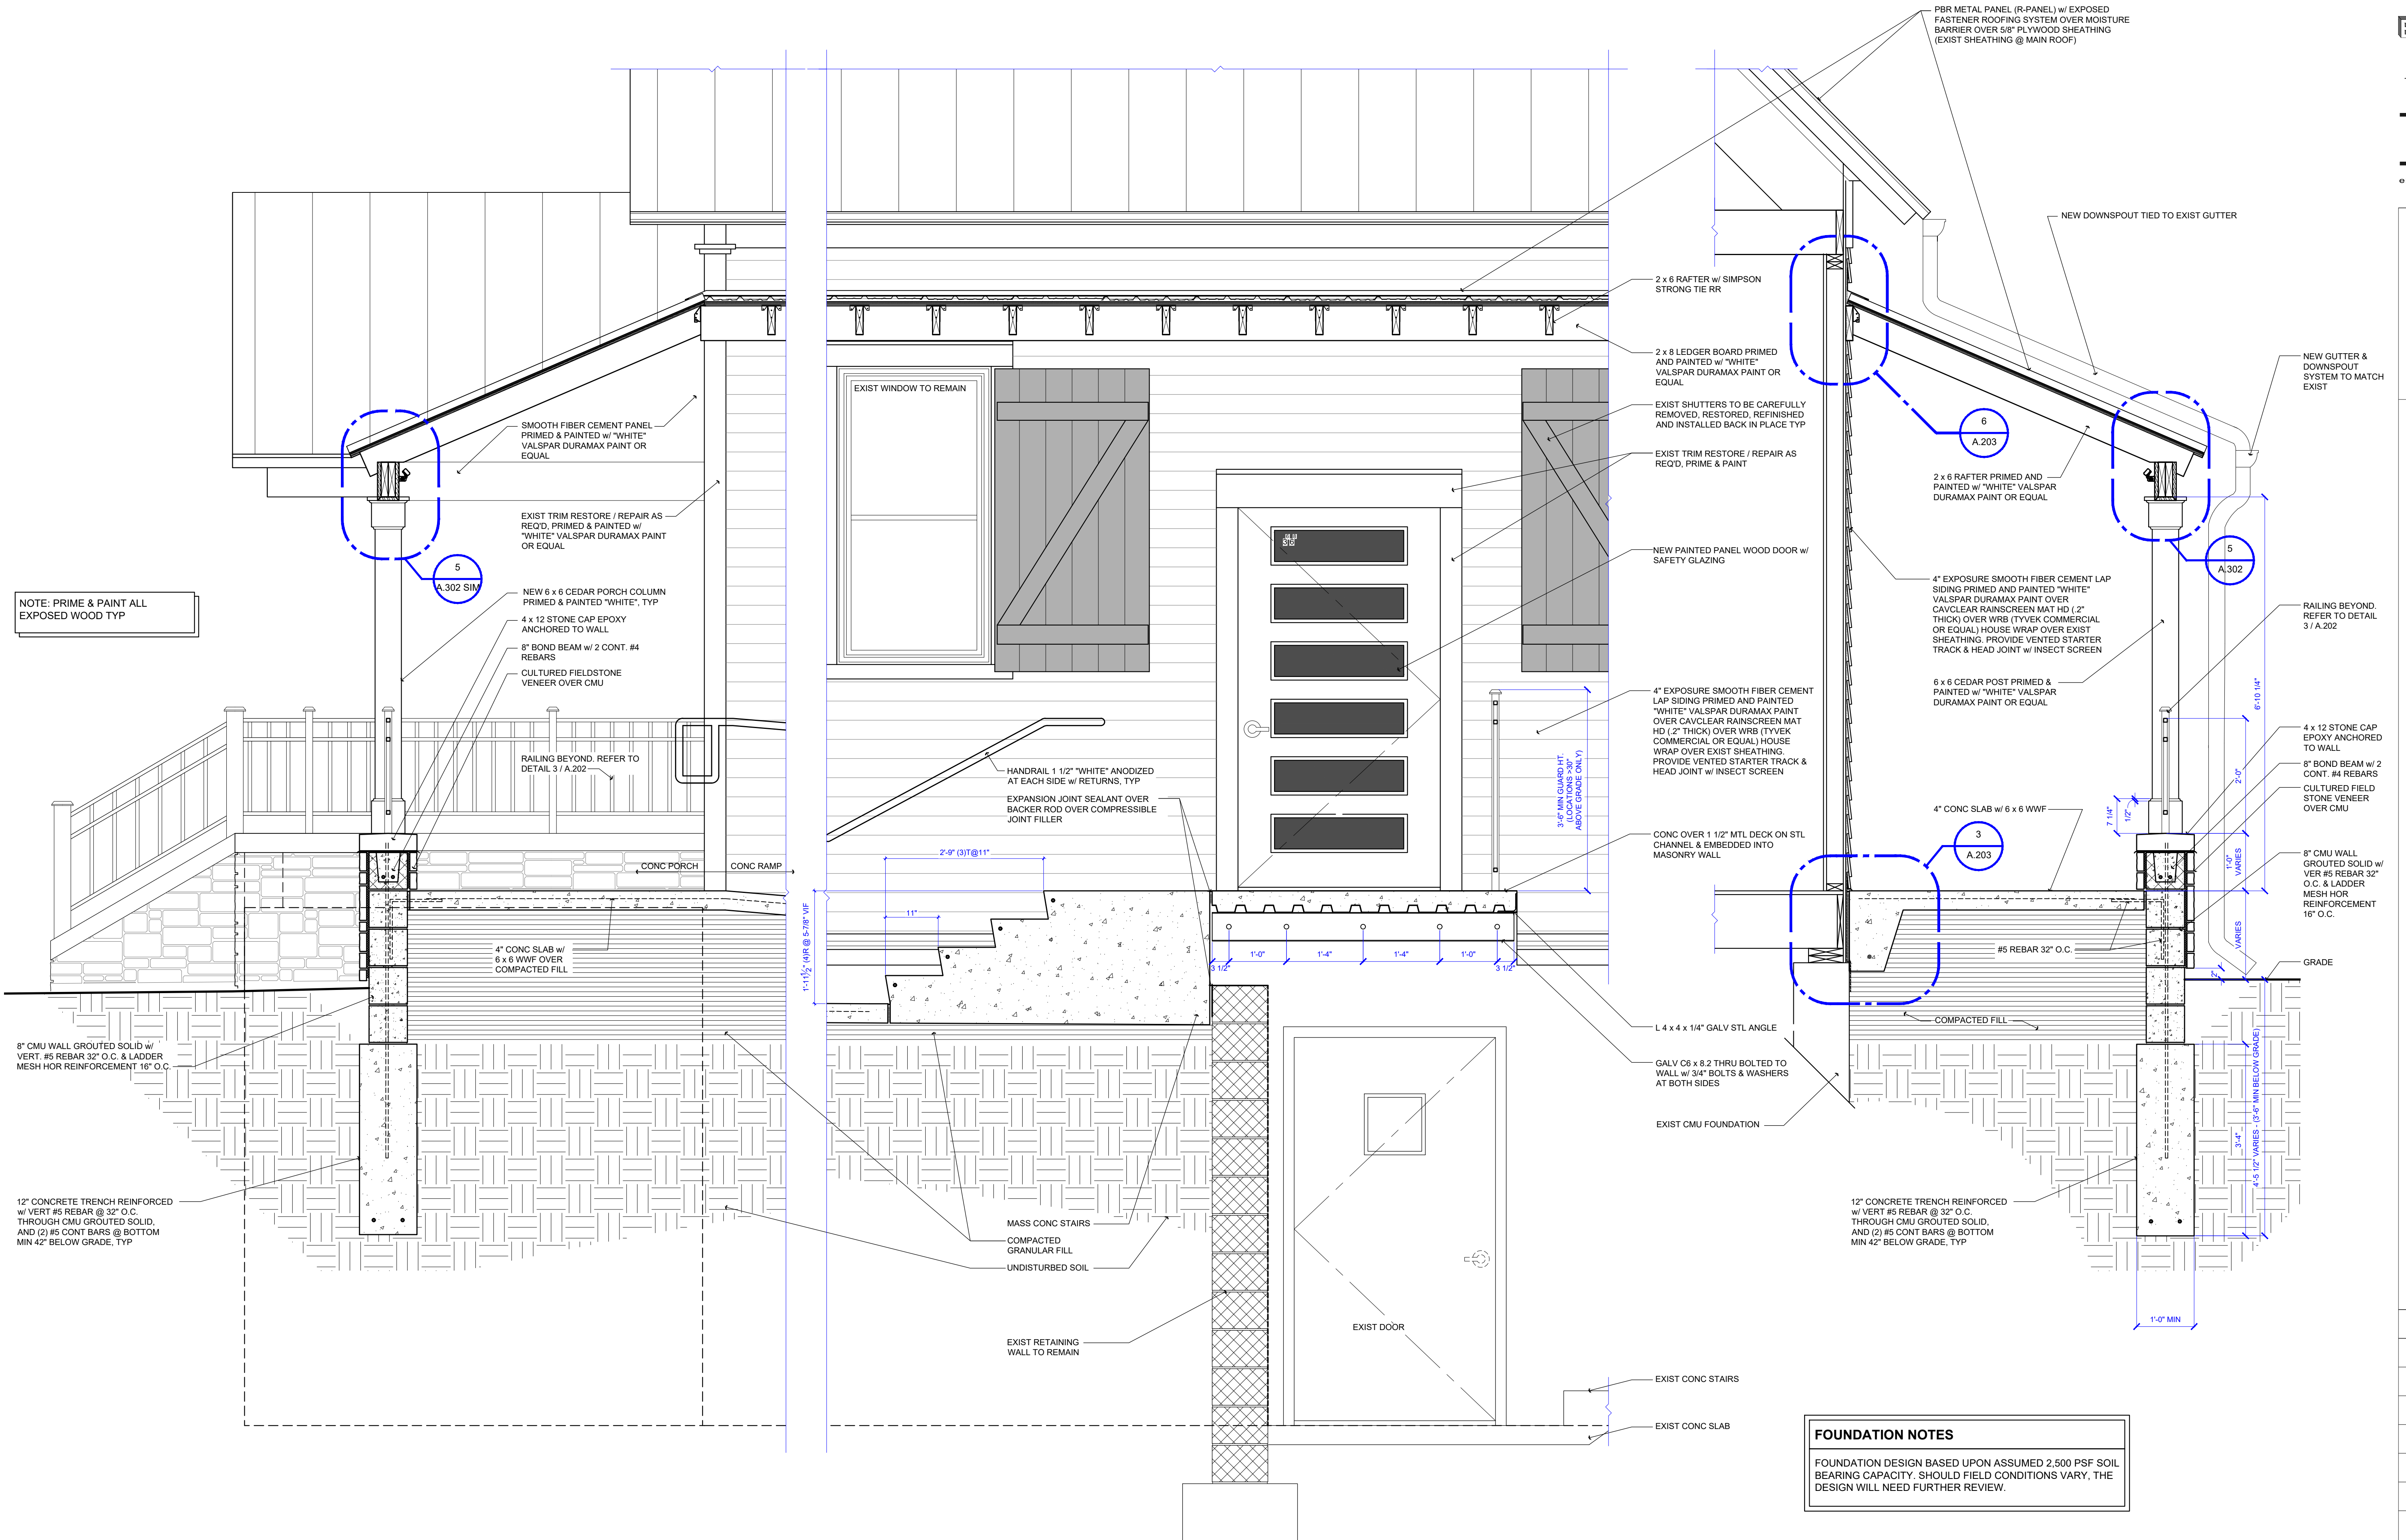 PBR METAL PANEL (R-PANEL) w/ EXPOSED
FASTENER ROOFING SYSTEM OVER MOISTURE
BARRIER OVER 5/8" PLYWOOD SHEATHING
(EXIST SHEATHING @ MAIN ROOF)
NEW DOWNSPOUT TIED TO EXIST GUTTER
2 x 6 RAFTER w/ SIMPSON
STRONG TIE RR
2 x 8 LEDGER BOARD PRIMED
AND PAINTED w/ "WHITE"
VALSPAR DURAMAX PAINT OR
EQUAL
NEW GUTTER &
DOWNSPOUT
SYSTEM TO MATCH
EXIST
EXIST WINDOW TO REMAIN
EXIST SHUTTERS TO BE CAREFULLY
REMOVED, RESTORED, REFINISHED
AND INSTALLED BACK IN PLACE TYP
6
A.203
SMOOTH FIBER CEMENT PANEL
PRIMED & PAINTED w/ "WHITE"
VALSPAR DURAMAX PAINT OR
EQUAL
EXIST TRIM RESTORE / REPAIR AS
REQ'D, PRIME & PAINT
2 x 6 RAFTER PRIMED AND
PAINTED w/ "WHITE" VALSPAR
DURAMAX PAINT OR EQUAL
EXIST TRIM RESTORE / REPAIR AS
REQ'D, PRIMED & PAINTED w/
"WHITE" VALSPAR DURAMAX PAINT
OR EQUAL
5
A.302 SIM
NEW PAINTED PANEL WOOD DOOR w/
SAFETY GLAZING
5
A.302
NOTE: PRIME & PAINT ALL
EXPOSED WOOD TYP
NEW 6 x 6 CEDAR PORCH COLUMN
PRIMED & PAINTED "WHITE", TYP
4 x 12 STONE CAP EPOXY
ANCHORED TO WALL
8" BOND BEAM w/ 2 CONT. #4
REBARS
CULTURED FIELDSTONE
VENEER OVER CMU
4" EXPOSURE SMOOTH FIBER CEMENT LAP
SIDING PRIMED AND PAINTED "WHITE"
VALSPAR DURAMAX PAINT OVER
CAVCLEAR RAINSCREEN MAT HD (.2"
THICK) OVER WRB (TYVEK COMMERCIAL
OR EQUAL) HOUSE WRAP OVER EXIST
SHEATHING. PROVIDE VENTED STARTER
TRACK & HEAD JOINT w/ INSECT SCREEN
RAILING BEYOND.
REFER TO DETAIL
3 / A.202
6 x 6 CEDAR POST PRIMED &
PAINTED w/ "WHITE" VALSPAR
DURAMAX PAINT OR EQUAL
6'-10 1/4"
4" EXPOSURE SMOOTH FIBER CEMENT
LAP SIDING PRIMED AND PAINTED
"WHITE" VALSPAR DURAMAX PAINT
OVER CAVCLEAR RAINSCREEN MAT
HD (.2" THICK) OVER WRB (TYVEK
COMMERCIAL OR EQUAL) HOUSE
WRAP OVER EXIST SHEATHING.
PROVIDE VENTED STARTER TRACK &
HEAD JOINT w/ INSECT SCREEN
4 x 12 STONE CAP
EPOXY ANCHORED
TO WALL
8" BOND BEAM w/ 2
CONT. #4 REBARS
CULTURED FIELD
STONE VENEER
OVER CMU
RAILING BEYOND. REFER TO
DETAIL 3 / A.202
HANDRAIL 1 1/2" "WHITE" ANODIZED
AT EACH SIDE w/ RETURNS, TYP
EXPANSION JOINT SEALANT OVER
BACKER ROD OVER COMPRESSIBLE
JOINT FILLER
3'-6" MIN GUARD HT.
(LOCATIONS >30"
ABOVE GRADE ONLY)
2'-0"
7 1/4"
1/2"
4" CONC SLAB w/ 6 x 6 WWF
CONC OVER 1 1/2" MTL DECK ON STL
CHANNEL & EMBEDDED INTO
MASONRY WALL
3
A.203
1'-0"
VARIES
8" CMU WALL
GROUTED SOLID w/
VER #5 REBAR 32"
O.C. & LADDER
MESH HOR
REINFORCEMENT
16" O.C.
CONC PORCH
CONC RAMP
2'-9" (3)T@11"
11"
1'-11 1/2" (4)R @ 5-7/8" VIF
4" CONC SLAB w/
6 x 6 WWF OVER
COMPACTED FILL
3 1/2"
1'-0"
1'-4"
1'-4"
1'-0"
3 1/2"
#5 REBAR 32" O.C.
VARIES
2"
GRADE
COMPACTED FILL
L 4 x 4 x 1/4" GALV STL ANGLE
8" CMU WALL GROUTED SOLID w/
VERT. #5 REBAR 32" O.C. & LADDER
MESH HOR REINFORCEMENT 16" O.C.
GALV C6 x 8.2 THRU BOLTED TO
WALL w/ 3/4" BOLTS & WASHERS
AT BOTH SIDES
EXIST CMU FOUNDATION
3'-4"
4'-5 1/2" VARIES - (3'-6" MIN BELOW GRADE)
12" CONCRETE TRENCH REINFORCED
w/ VERT #5 REBAR @ 32" O.C.
THROUGH CMU GROUTED SOLID,
AND (2) #5 CONT BARS @ BOTTOM
MIN 42" BELOW GRADE, TYP
MASS CONC STAIRS
COMPACTED
GRANULAR FILL
UNDISTURBED SOIL
12" CONCRETE TRENCH REINFORCED
w/ VERT #5 REBAR @ 32" O.C.
THROUGH CMU GROUTED SOLID,
AND (2) #5 CONT BARS @ BOTTOM
MIN 42" BELOW GRADE, TYP
1'-0" MIN
EXIST DOOR
EXIST RETAINING
WALL TO REMAIN
EXIST CONC STAIRS
EXIST CONC SLAB
FOUNDATION NOTES
FOUNDATION DESIGN BASED UPON ASSUMED 2,500 PSF SOIL
BEARING CAPACITY. SHOULD FIELD CONDITIONS VARY, THE
DESIGN WILL NEED FURTHER REVIEW.